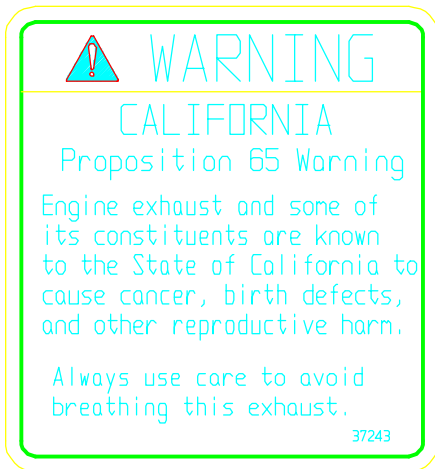 WARNING
CALIFORNIA
Proposition 65 Warning
Engine exhaust and some of
its constituents are known
to the State of California to
cause cancer, birth defects,
and other reproductive harm.
Always use care to avoid
breathing this exhaust.
37243